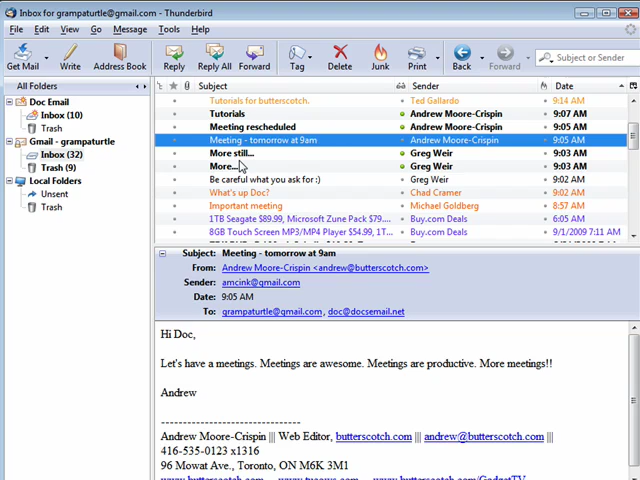 Inbox for grampaturtle@gmail.com - Thunderbird
File Edit View Go Message Tools Help
Get Mail Write Address Book Reply Reply All Forward Tag Delete Junk Print Back Forward Subject or Sender
All Folders
Doc Email
Inbox (10)
Trash
Gmail - grampaturtle
Inbox (32)
Trash (9)
Local Folders
Unsent
Trash
Subject Sender Date
Tutorials for butterscotch. Ted Gallardo 9:14 AM
Tutorials Andrew Moore-Crispin 9:07 AM
Meeting rescheduled Andrew Moore-Crispin 9:05 AM
Meeting - tomorrow at 9am Andrew Moore-Crispin 9:05 AM
More still... Greg Weir 9:03 AM
More... Greg Weir 9:03 AM
Be careful what you ask for :) Greg Weir 9:02 AM
What's up Doc? Chad Cramer 9:02 AM
Important meeting Michael Goldberg 8:57 AM
1TB Seagate $89.99, Microsoft Zune Pack $79.... Buy.com Deals 6:05 AM
8GB Touch Screen MP3/MP4 Player $54.99, 1T... Buy.com Deals 9/1/2009 7:11 AM
Subject: Meeting - tomorrow at 9am
From: Andrew Moore-Crispin <andrew@butterscotch.com>
Sender: amcink@gmail.com
Date: 9:05 AM
To: grampaturtle@gmail.com, doc@docsemail.net
Hi Doc,
Let's have a meetings. Meetings are awesome. Meetings are productive. More meetings!!
Andrew
------------------------------
Andrew Moore-Crispin ||| Web Editor, butterscotch.com ||| andrew@butterscotch.com |||
416-535-0123 x1316
96 Mowat Ave., Toronto, ON M6K 3M1
www.butterscotch.com ... www.tucows.com ... www.butterscotch.com/GadgetTV